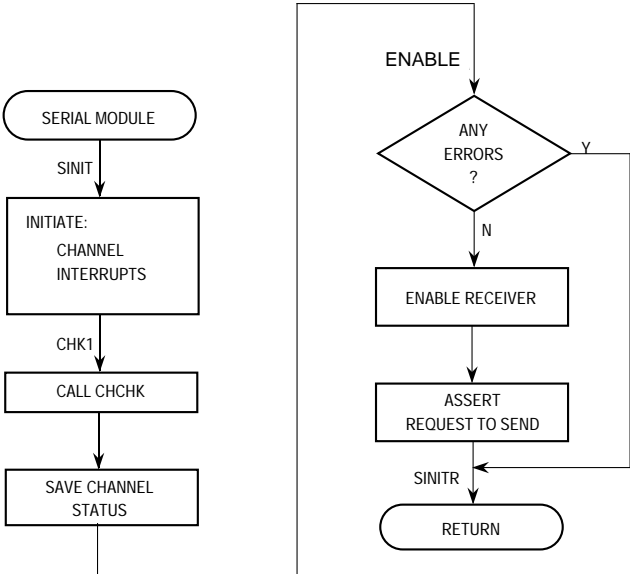 SERIAL MODULE
SINIT
INITIATE:
CHANNEL
INTERRUPTS
CHK1
CALL CHCHK
SAVE CHANNEL
STATUS
ENABLE
ANY
ERRORS
?
Y
N
ENABLE RECEIVER
ASSERT
REQUEST TO SEND
SINITR
RETURN